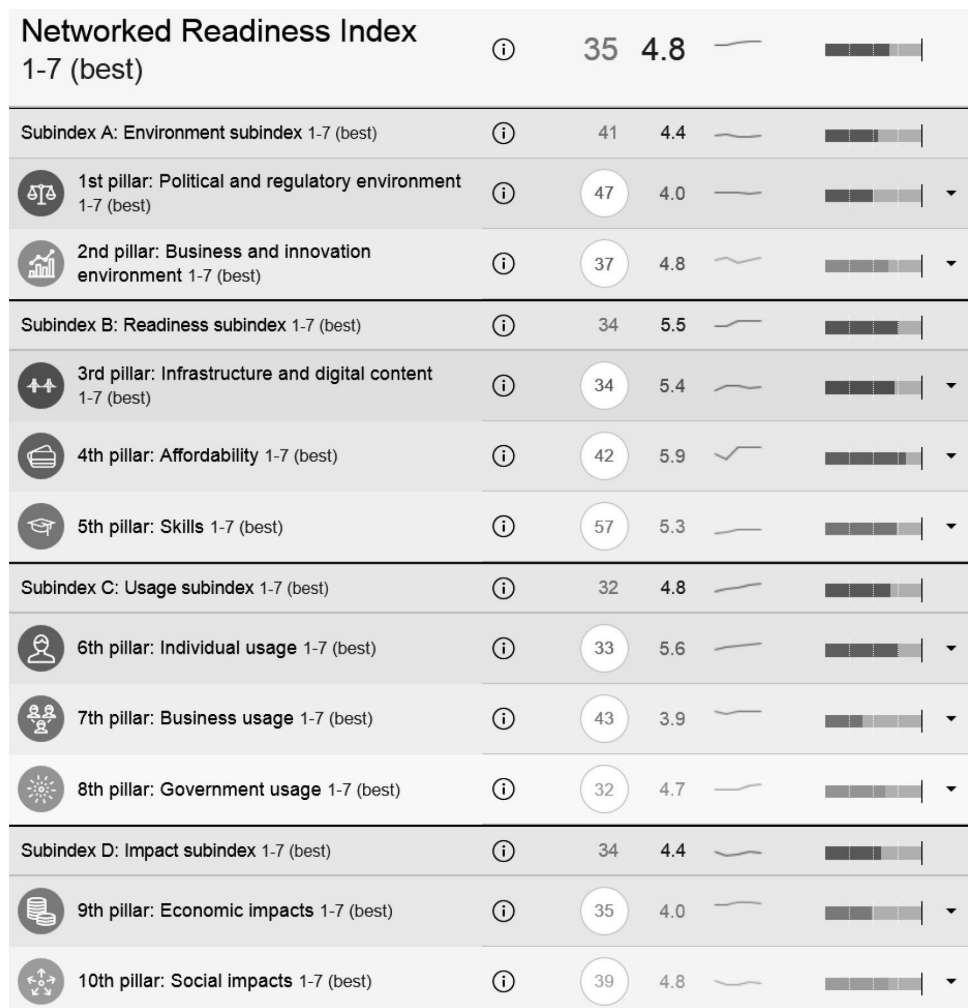 Networked Readiness Index
1-7 (best) 35 4.8
Subindex A: Environment subindex 1-7 (best) 41 4.4
1st pillar: Political and regulatory environment
1-7 (best) 47 4.0
2nd pillar: Business and innovation
environment 1-7 (best) 37 4.8
Subindex B: Readiness subindex 1-7 (best) 34 5.5
3rd pillar: Infrastructure and digital content
1-7 (best) 34 5.4
4th pillar: Affordability 1-7 (best) 42 5.9
5th pillar: Skills 1-7 (best) 57 5.3
Subindex C: Usage subindex 1-7 (best) 32 4.8
6th pillar: Individual usage 1-7 (best) 33 5.6
7th pillar: Business usage 1-7 (best) 43 3.9
8th pillar: Government usage 1-7 (best) 32 4.7
Subindex D: Impact subindex 1-7 (best) 34 4.4
9th pillar: Economic impacts 1-7 (best) 35 4.0
10th pillar: Social impacts 1-7 (best) 39 4.8